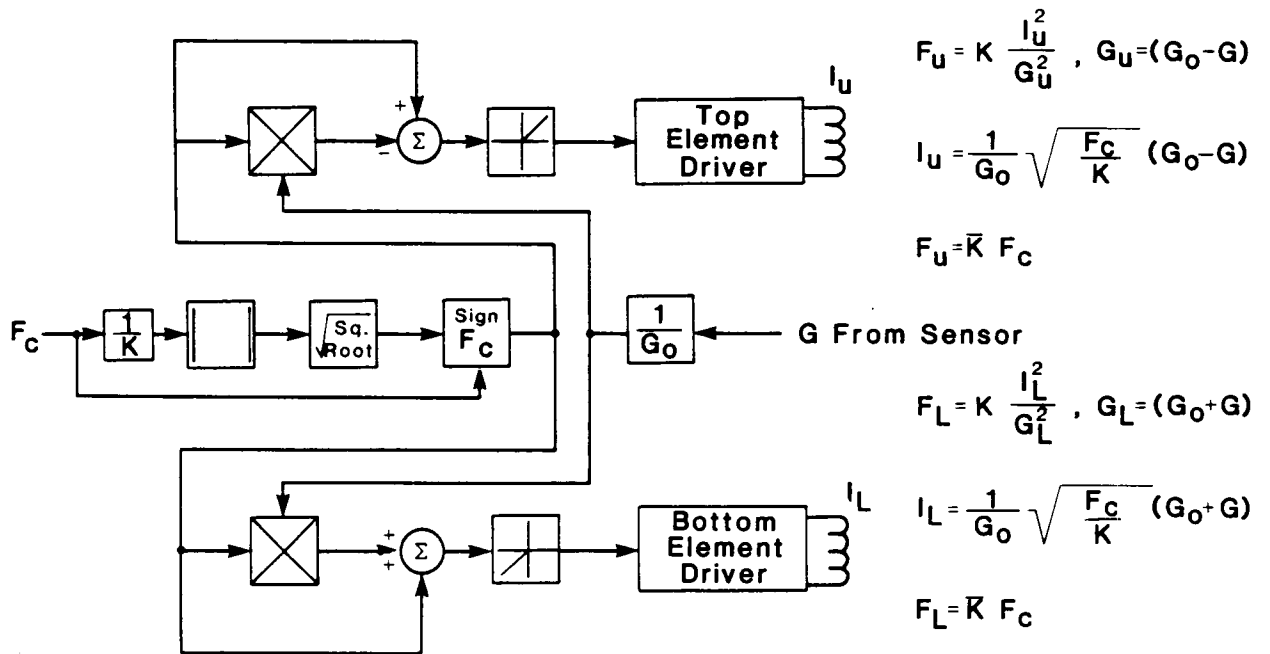 F_u = K I_u^2 / G_u^2 , G_u=(G_o-G)
I_u
+
-
Σ
Top
Element
Driver
I_u = 1/G_o √(F_c/K) (G_o-G)
F_u = K̅ F_c
F_c
1/K
√Sq.
Root
Sign
F_c
1/G_o
G From Sensor
F_L = K I_L^2 / G_L^2 , G_L=(G_o+G)
I_L
+
+
Σ
Bottom
Element
Driver
I_L = 1/G_o √(F_c/K) (G_o+G)
F_L = K̅ F_c